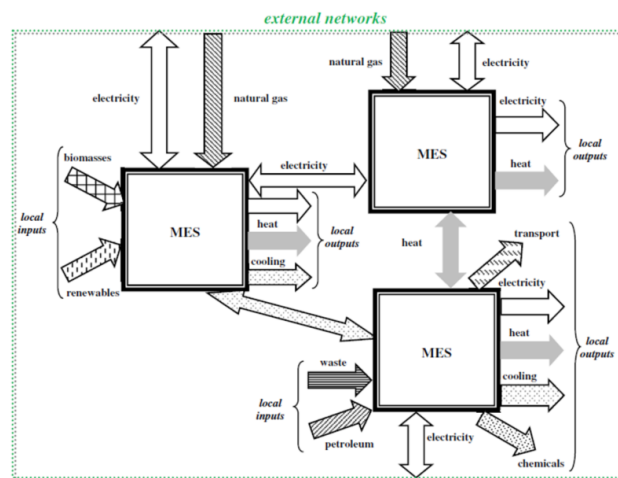 external networks
electricity
natural gas
natural gas
electricity
electricity
MES
heat
local
outputs
biomasses
electricity
local
inputs
MES
heat
cooling
local
outputs
renewables
heat
transport
electricity
MES
heat
cooling
local
outputs
waste
local
inputs
petroleum
electricity
chemicals